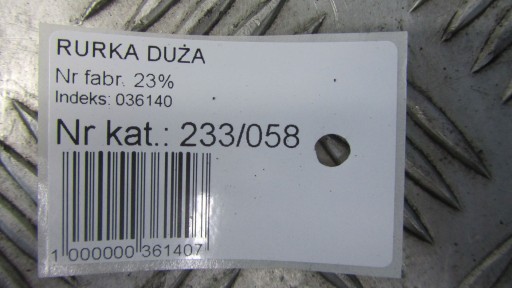 RURKA DUŻA
Nr fabr. 23%
Indeks: 036140
Nr kat.: 233/058
1 000000 361407